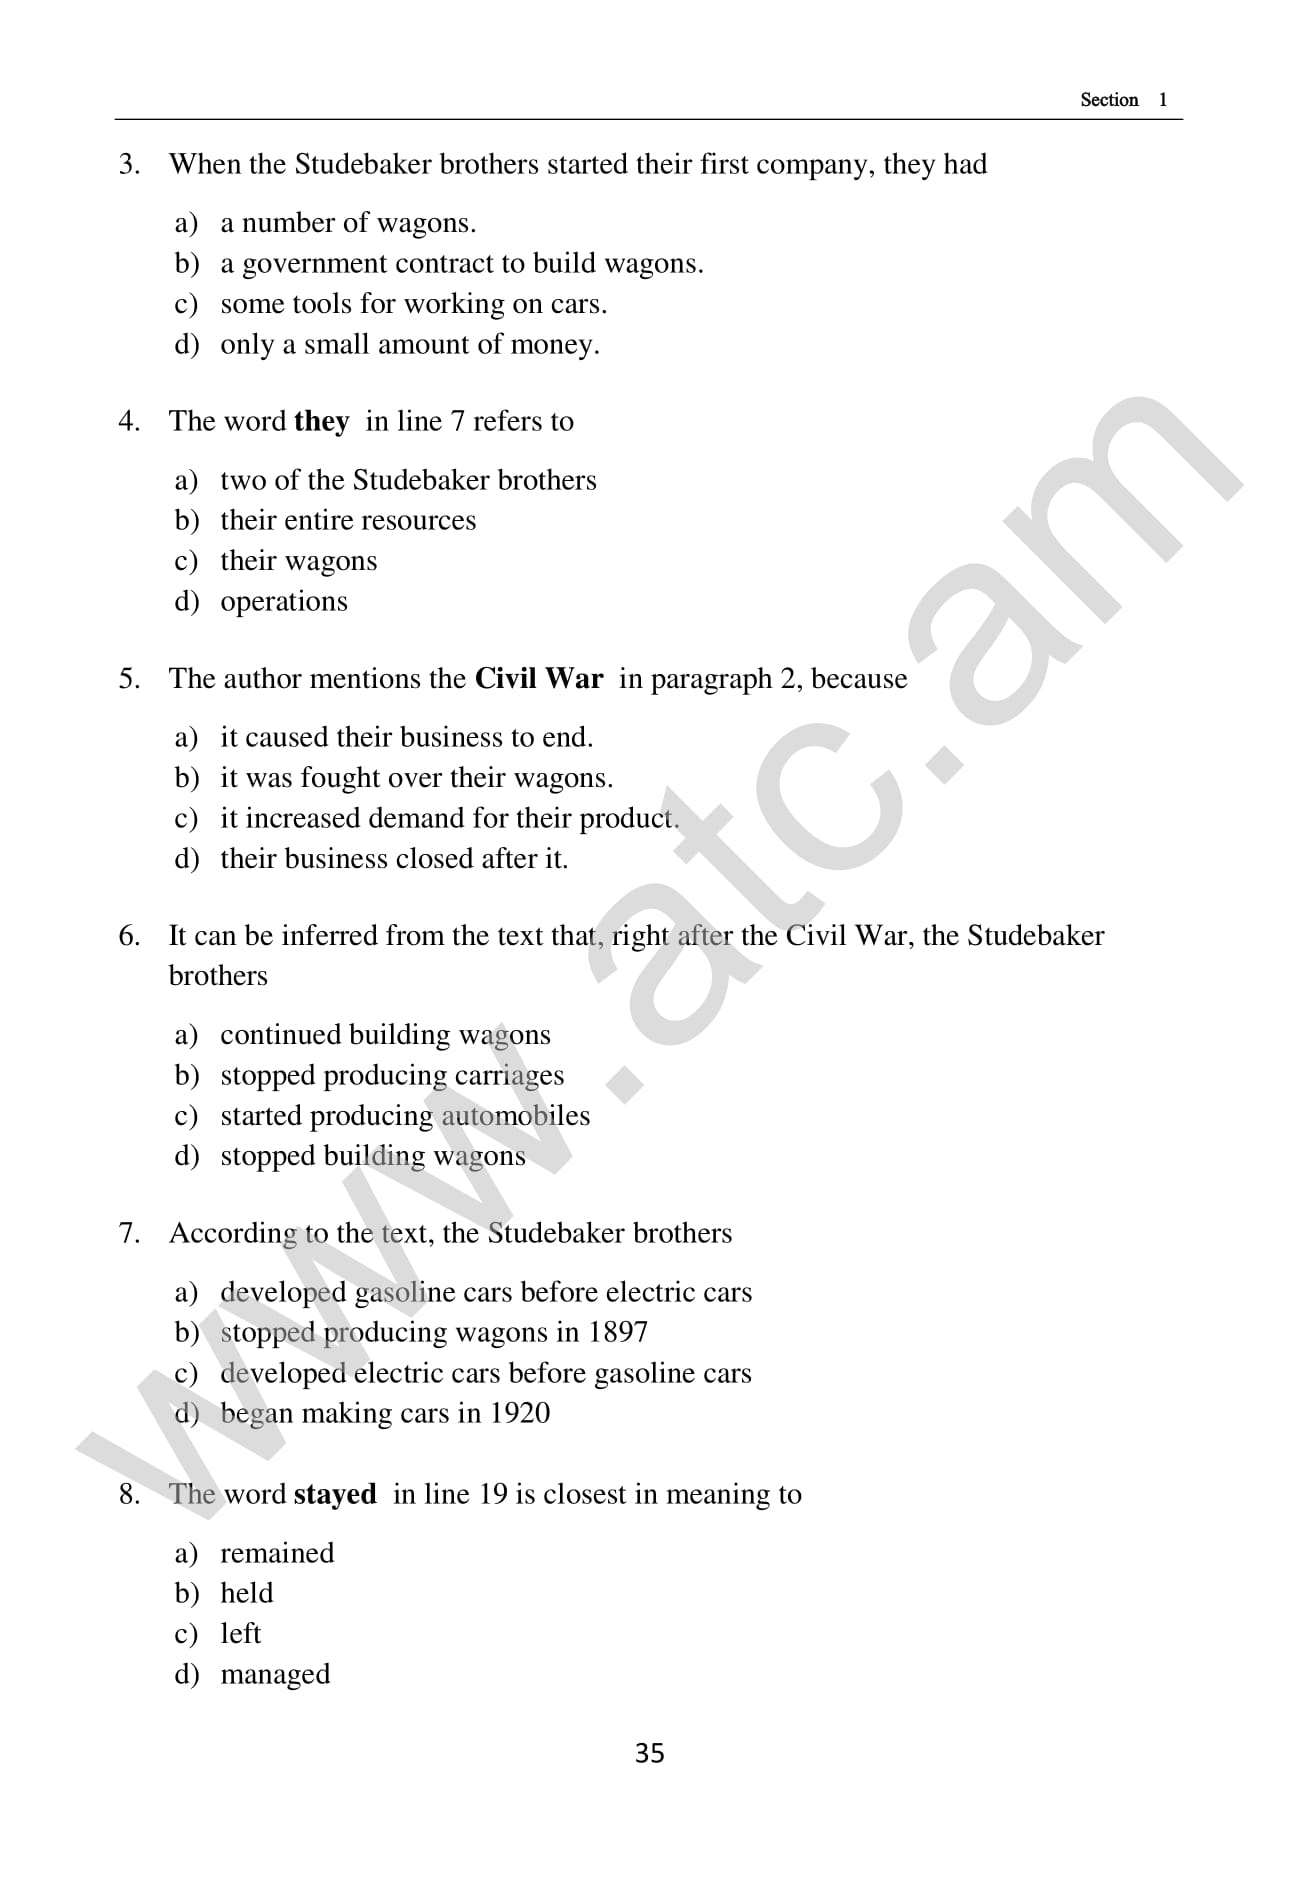 Section 1
3. When the Studebaker brothers started their first company, they had
a) a number of wagons.
b) a government contract to build wagons.
c) some tools for working on cars.
d) only a small amount of money.
4. The word they in line 7 refers to
a) two of the Studebaker brothers
b) their entire resources
c) their wagons
d) operations
5. The author mentions the Civil War in paragraph 2, because
a) it caused their business to end.
b) it was fought over their wagons.
c) it increased demand for their product.
d) their business closed after it.
6. It can be inferred from the text that, right after the Civil War, the Studebaker
brothers
a) continued building wagons
b) stopped producing carriages
c) started producing automobiles
d) stopped building wagons
7. According to the text, the Studebaker brothers
a) developed gasoline cars before electric cars
b) stopped producing wagons in 1897
c) developed electric cars before gasoline cars
d) began making cars in 1920
8. The word stayed in line 19 is closest in meaning to
a) remained
b) held
c) left
d) managed
35
www.atc.am